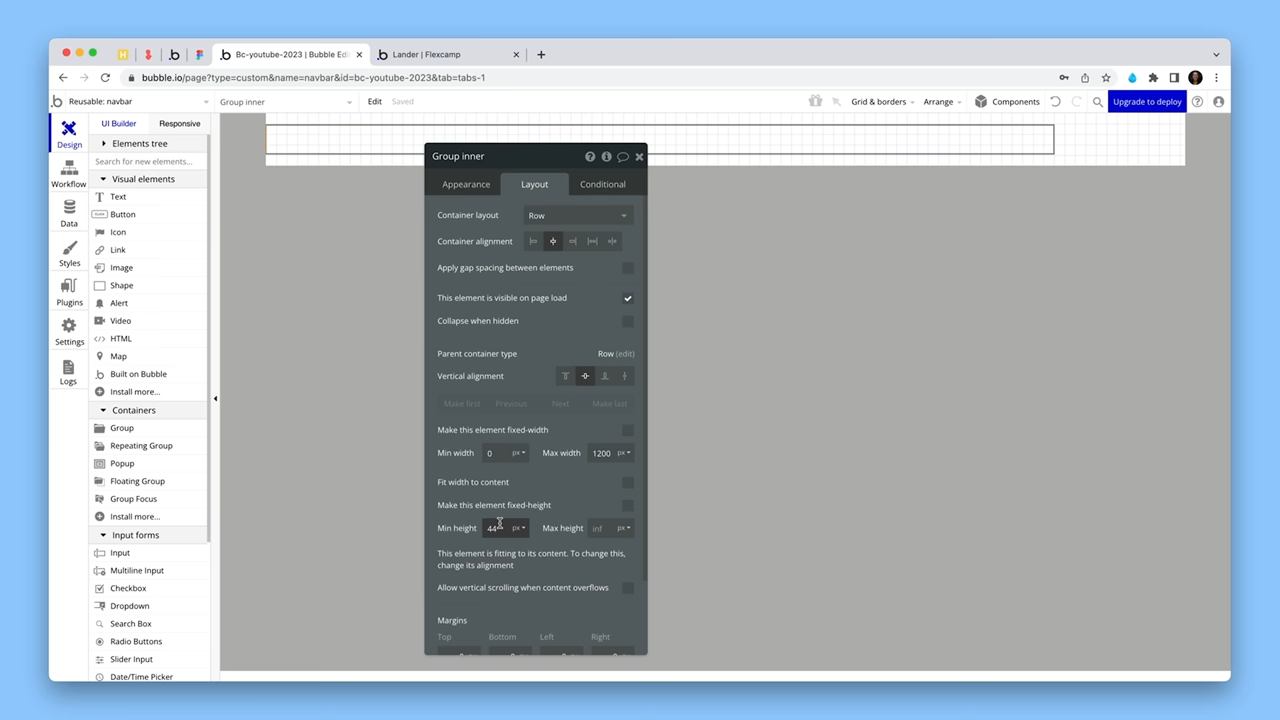 Bc-youtube-2023 | Bubble Edi
Lander | Flexcamp
bubble.io/page?type=custom&name=navbar&id=bc-youtube-2023&tab=tabs-1
Reusable: navbar
Group inner
Edit
Saved
Grid & borders
Arrange
Components
Upgrade to deploy
Design
Workflow
Data
Styles
Plugins
Settings
Logs
UI Builder
Responsive
Elements tree
Search for new elements...
Visual elements
Text
Button
Icon
Link
Image
Shape
Alert
Video
HTML
Map
Built on Bubble
Install more...
Containers
Group
Repeating Group
Popup
Floating Group
Group Focus
Install more...
Input forms
Input
Multiline Input
Checkbox
Dropdown
Search Box
Radio Buttons
Slider Input
Date/Time Picker
Group inner
Appearance
Layout
Conditional
Container layout
Row
Container alignment
Apply gap spacing between elements
This element is visible on page load
Collapse when hidden
Parent container type
Row (edit)
Vertical alignment
Make first
Previous
Next
Make last
Make this element fixed-width
Min width 0 px
Max width 1200 px
Fit width to content
Make this element fixed-height
Min height 44 px
Max height inf px
This element is fitting to its content. To change this,
change its alignment
Allow vertical scrolling when content overflows
Margins
Top Bottom Left Right